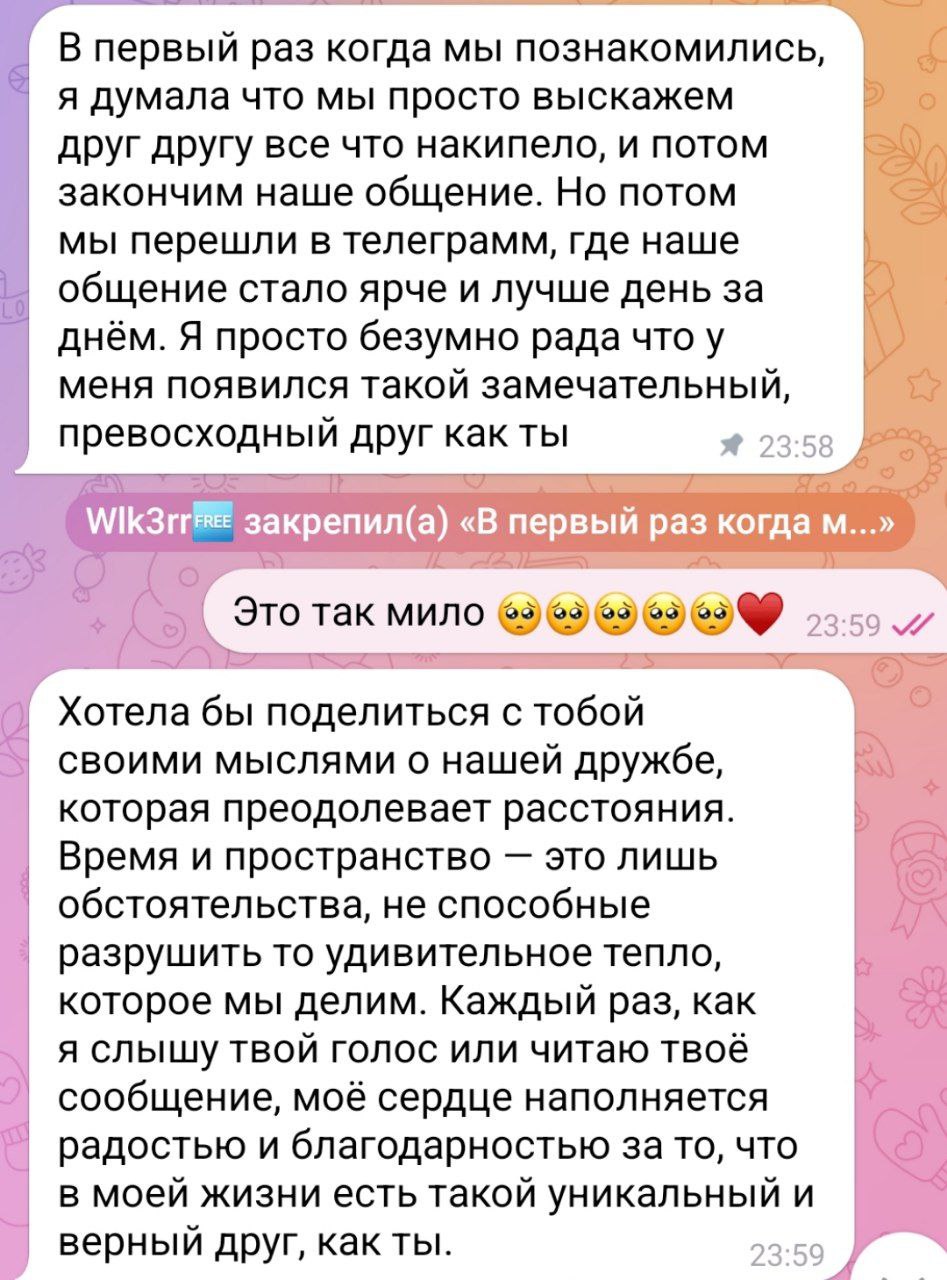 В первый раз когда мы познакомились,
я думала что мы просто выскажем
друг другу все что накипело, и потом
закончим наше общение. Но потом
мы перешли в телеграмм, где наше
общение стало ярче и лучше день за
днём. Я просто безумно рада что у
меня появился такой замечательный,
превосходный друг как ты
23:58
Wlk3rr🆓 закрепил(а) «В первый раз когда м...»
Это так мило 🥺🥺🥺🥺🥺♥️ 23:59
Хотела бы поделиться с тобой
своими мыслями о нашей дружбе,
которая преодолевает расстояния.
Время и пространство — это лишь
обстоятельства, не способные
разрушить то удивительное тепло,
которое мы делим. Каждый раз, как
я слышу твой голос или читаю твоё
сообщение, моё сердце наполняется
радостью и благодарностью за то, что
в моей жизни есть такой уникальный и
верный друг, как ты.
23:59